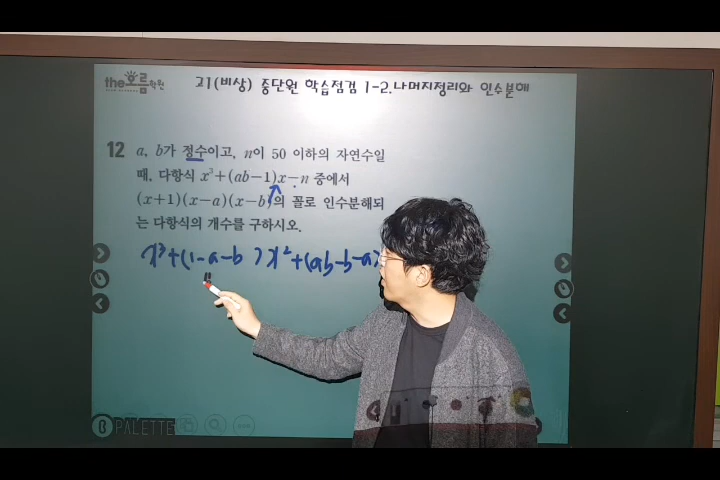 the오름학원
고1(비상) 중단원 학습점검 1-2.나머지정리와 인수분해
12 a, b가 정수이고, n이 50 이하의 자연수일
때, 다항식 x³+(ab-1)x-n 중에서
(x+1)(x-a)(x-b)의 꼴로 인수분해되
는 다항식의 개수를 구하시오.
x³+(1-a-b )x²+(ab-b-a)
PALETTE